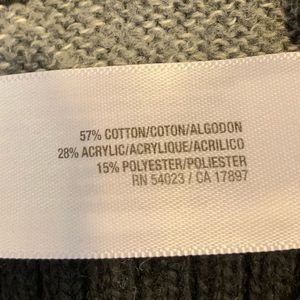 57% COTTON/COTON/ALGODON
28% ACRYLIC/ACRYLIQUE/ACRILICO
15% POLYESTER/POLIESTER
RN 54023 / CA 17897